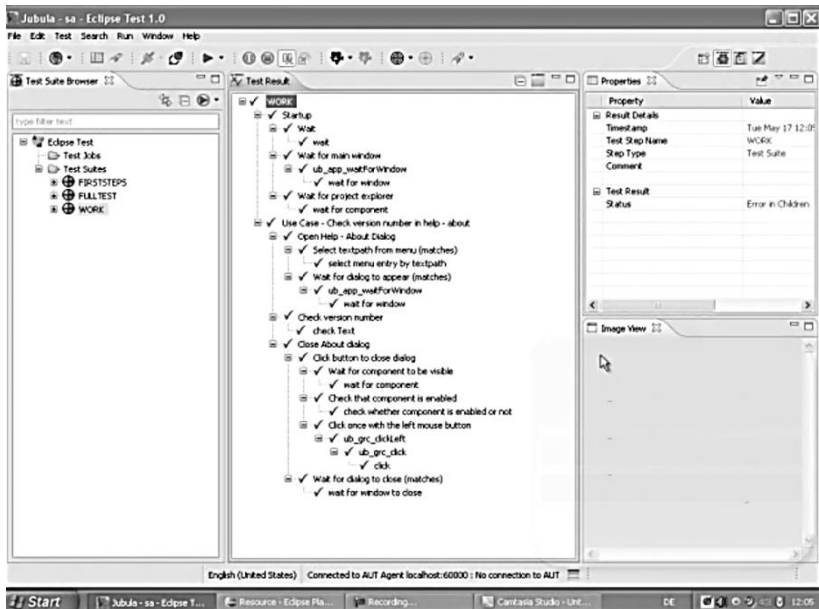 Jubula - sa - Eclipse Test 1.0
File Edit Test Search Run Window Help
Test Suite Browser
type filter text
Eclipse Test
Test Jobs
Test Suites
FIRSTSTEPS
FULLTEST
WORK
Test Result
WORK
Startup
Wait
wait
Wait for main window
ub_app_waitForWindow
wait for window
Wait for project explorer
wait for component
Use Case - Check version number in help - about
Open Help - About Dialog
Select textpath from menu (matches)
select menu entry by textpath
Wait for dialog to appear (matches)
ub_app_waitForWindow
wait for window
Check version number
check Text
Close About dialog
Click button to close dialog
Wait for component to be visible
wait for component
Check that component is enabled
check whether component is enabled or not
Click once with the left mouse button
ub_grc_clickLeft
ub_grc_click
click
Wait for dialog to close (matches)
wait for window to close
Properties
Property Value
Result Details
Timestamp Tue May 17 12:05
Test Step Name WORK
Step Type Test Suite
Comment
Test Result
Status Error in Children
Image View
English (United States) Connected to AUT Agent localhost:60000 : No connection to AUT
Start Jubula - sa - Eclipse T... Resource - Eclipse Pla... Recording... Camtasia Studio - Unt... DE 12:05